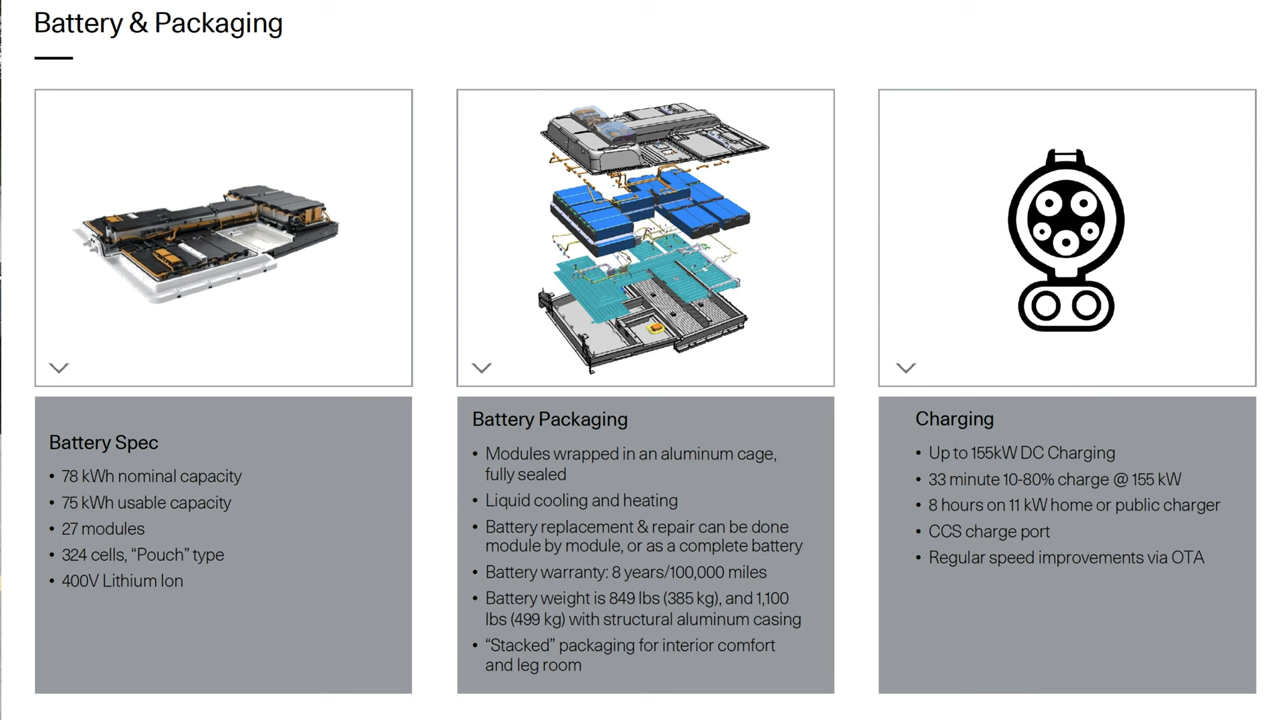 Battery & Packaging
Battery Spec
• 78 kWh nominal capacity
• 75 kWh usable capacity
• 27 modules
• 324 cells, “Pouch” type
• 400V Lithium Ion
Battery Packaging
• Modules wrapped in an aluminum cage,
fully sealed
• Liquid cooling and heating
• Battery replacement & repair can be done
module by module, or as a complete battery
• Battery warranty: 8 years/100,000 miles
• Battery weight is 849 lbs (385 kg), and 1,100
lbs (499 kg) with structural aluminum casing
• “Stacked” packaging for interior comfort
and leg room
Charging
• Up to 155kW DC Charging
• 33 minute 10-80% charge @ 155 kW
• 8 hours on 11 kW home or public charger
• CCS charge port
• Regular speed improvements via OTA